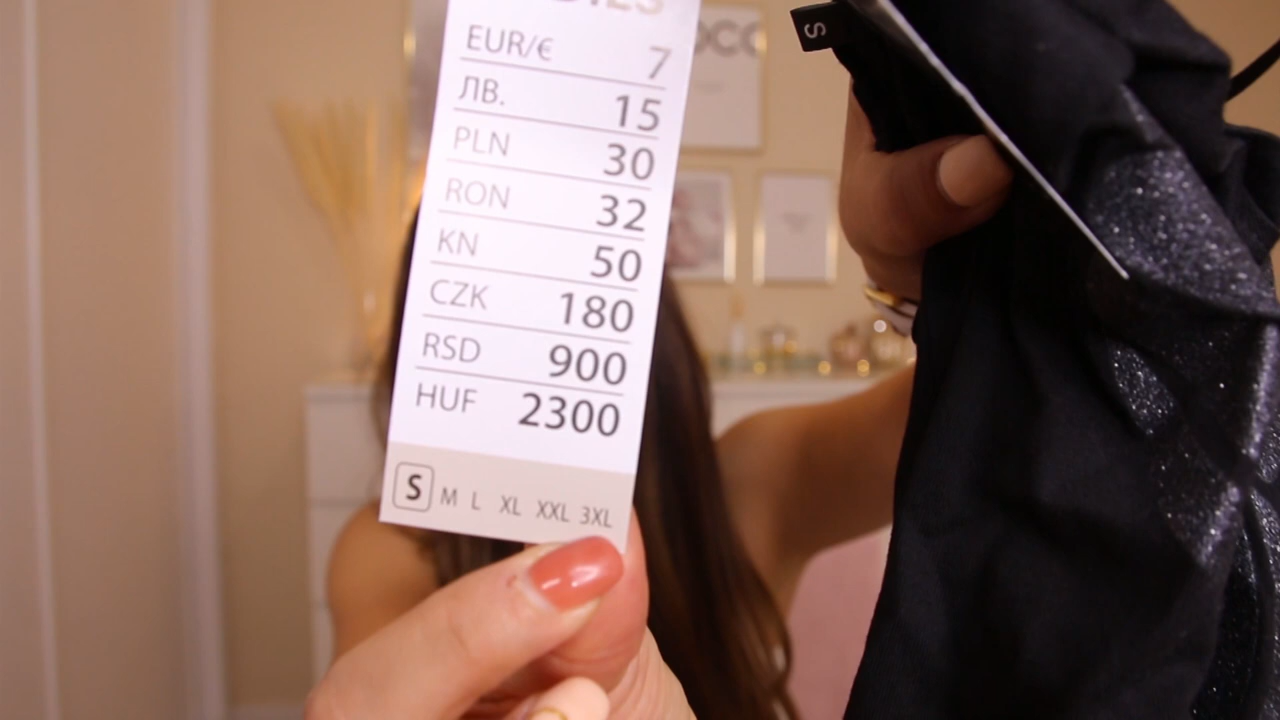 EUR/€ 7
ЛВ. 15
PLN 30
RON 32
KN 50
CZK 180
RSD 900
HUF 2300
S M L XL XXL 3XL
S